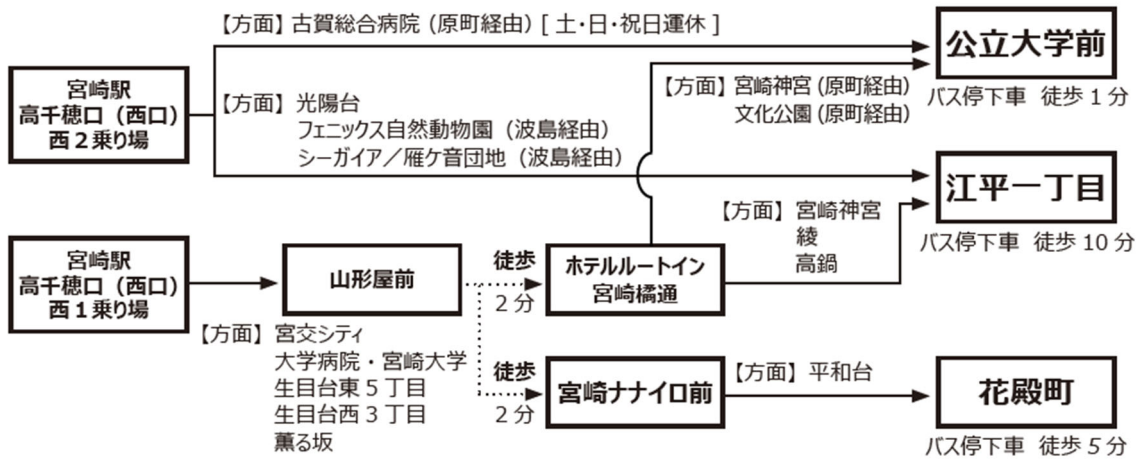 【方面】古賀総合病院(原町経由)[土・日・祝日運休]
宮崎駅
高千穂口(西口)
西2乗り場
【方面】光陽台
フェニックス自然動物園(波島経由)
シーガイア/雁ケ音団地(波島経由)
公立大学前
バス停下車 徒歩1分
【方面】宮崎神宮(原町経由)
文化公園(原町経由)
江平一丁目
バス停下車 徒歩10分
宮崎駅
高千穂口(西口)
西1乗り場
【方面】宮交シティ
大学病院・宮崎大学
生目台東5丁目
生目台西3丁目
薫る坂
山形屋前
徒歩
2分
ホテルルートイン
宮崎橘通
【方面】宮崎神宮
綾
高鍋
徒歩
2分
宮崎ナナイロ前
【方面】平和台
花殿町
バス停下車 徒歩5分